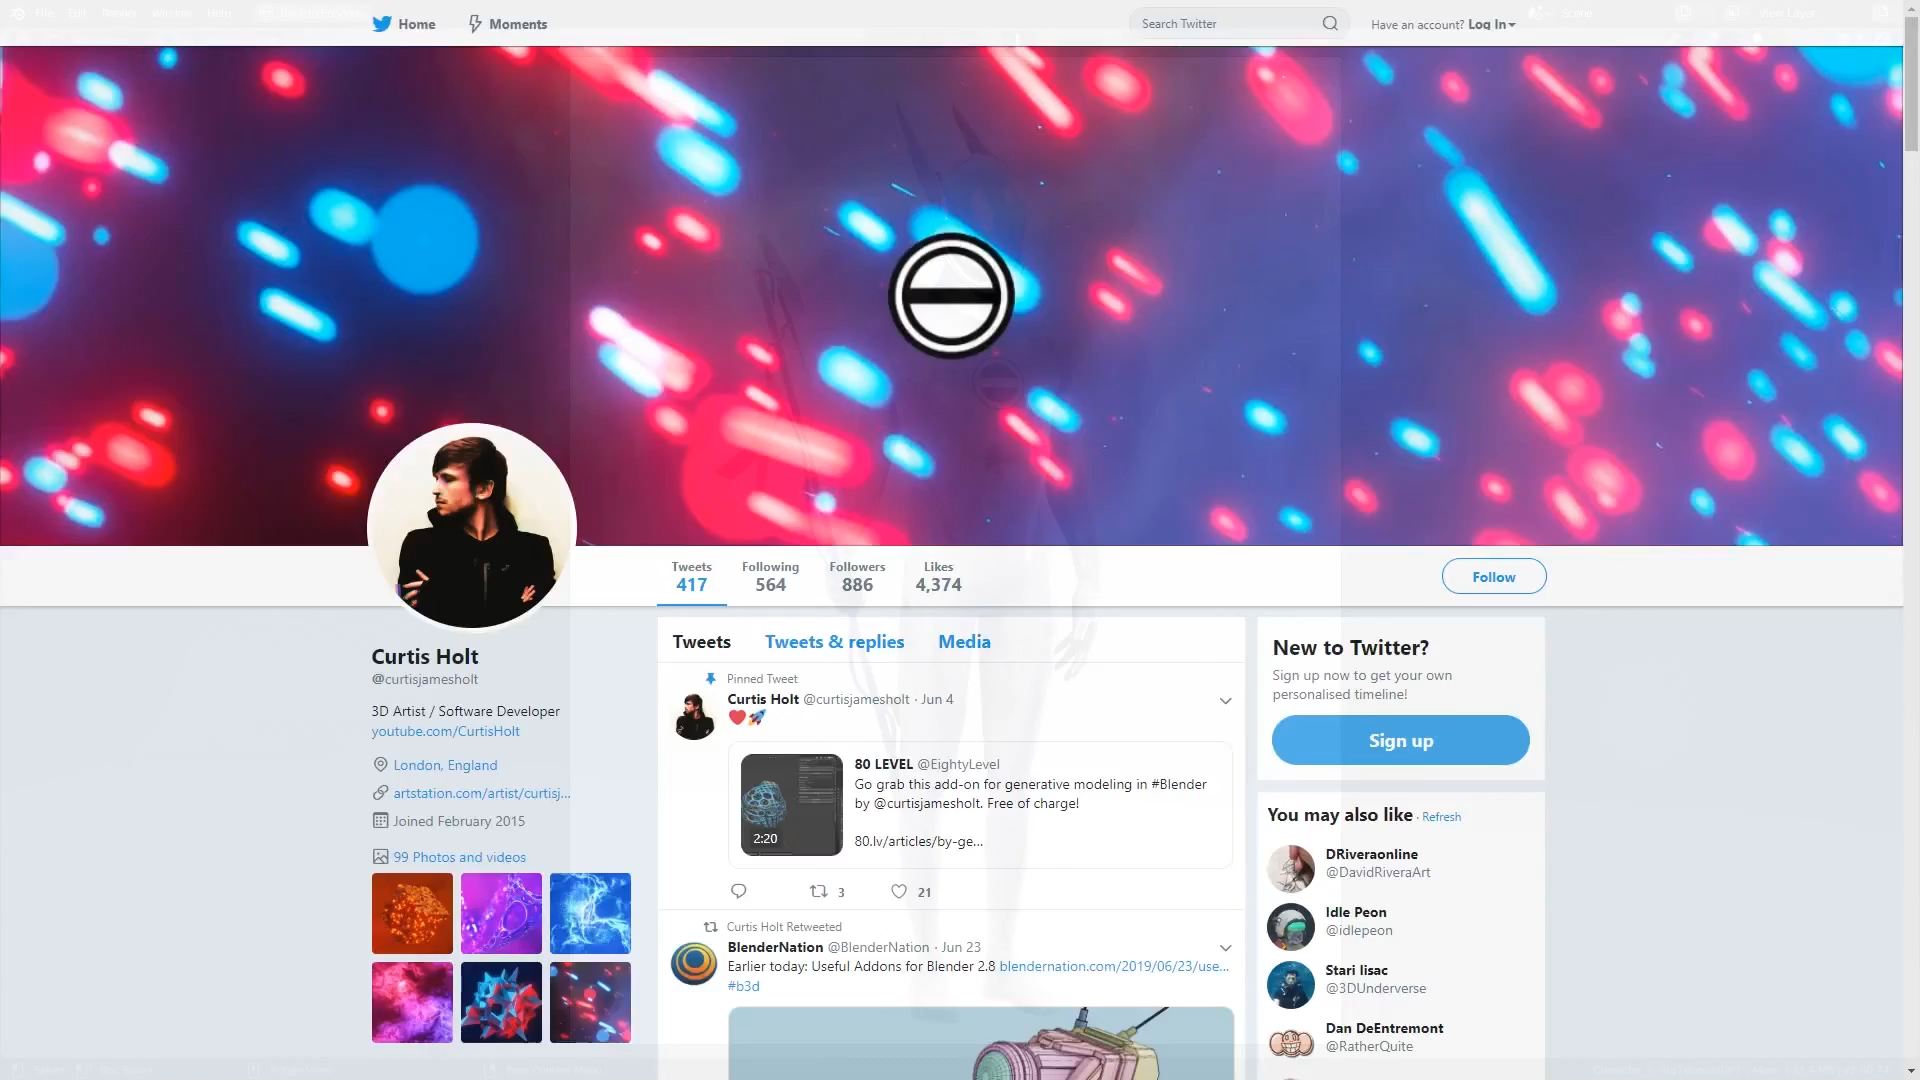 Home
Moments
Search Twitter
Have an account? Log In
Tweets
417
Following
564
Followers
886
Likes
4,374
Follow
Curtis Holt
@curtisjamesholt
3D Artist / Software Developer
youtube.com/CurtisHolt
London, England
artstation.com/artist/curtisj...
Joined February 2015
99 Photos and videos
Tweets
Tweets & replies
Media
Pinned Tweet
Curtis Holt @curtisjamesholt · Jun 4
80 LEVEL @EightyLevel
Go grab this add-on for generative modeling in #Blender
by @curtisjamesholt. Free of charge!
80.lv/articles/by-ge...
2:20
3
21
Curtis Holt Retweeted
BlenderNation @BlenderNation · Jun 23
Earlier today: Useful Addons for Blender 2.8 blendernation.com/2019/06/23/use...
#b3d
New to Twitter?
Sign up now to get your own
personalised timeline!
Sign up
You may also like · Refresh
DRiveraonline
@DavidRiveraArt
Idle Peon
@idlepeon
Stari lisac
@3DUnderverse
Dan DeEntremont
@RatherQuite